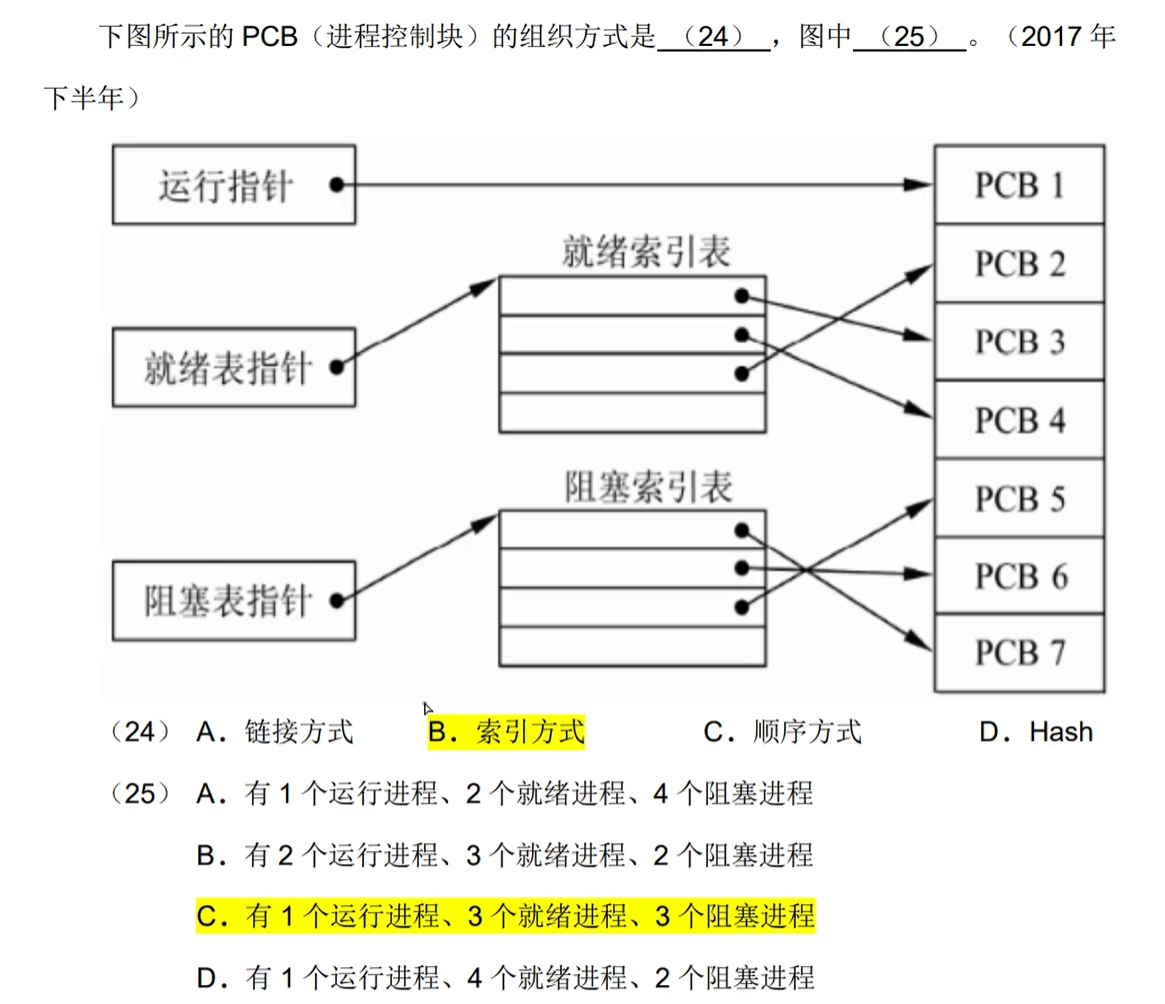 下图所示的 PCB（进程控制块）的组织方式是 （24） ，图中 （25） 。（2017 年
下半年）
运行指针
PCB 1
就绪索引表
PCB 2
PCB 3
就绪表指针
PCB 4
阻塞索引表
PCB 5
PCB 6
阻塞表指针
PCB 7
（24） A．链接方式 B．索引方式 C．顺序方式 D．Hash
（25） A．有 1 个运行进程、2 个就绪进程、4 个阻塞进程
B．有 2 个运行进程、3 个就绪进程、2 个阻塞进程
C．有 1 个运行进程、3 个就绪进程、3 个阻塞进程
D．有 1 个运行进程、4 个就绪进程、2 个阻塞进程